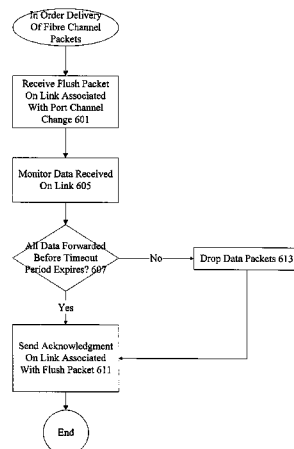 In Order Delivery
Of Fibre Channel
Packets
Receive Flush Packet
On Link Associated
With Port Channel
Change 601
Monitor Data Received
On Link 605
All Data Forwarded
Before Timeout
Period Expires? 607
No
Drop Data Packets 613
Yes
Send Acknowledgment
On Link Associated
With Flush Packet 611
End